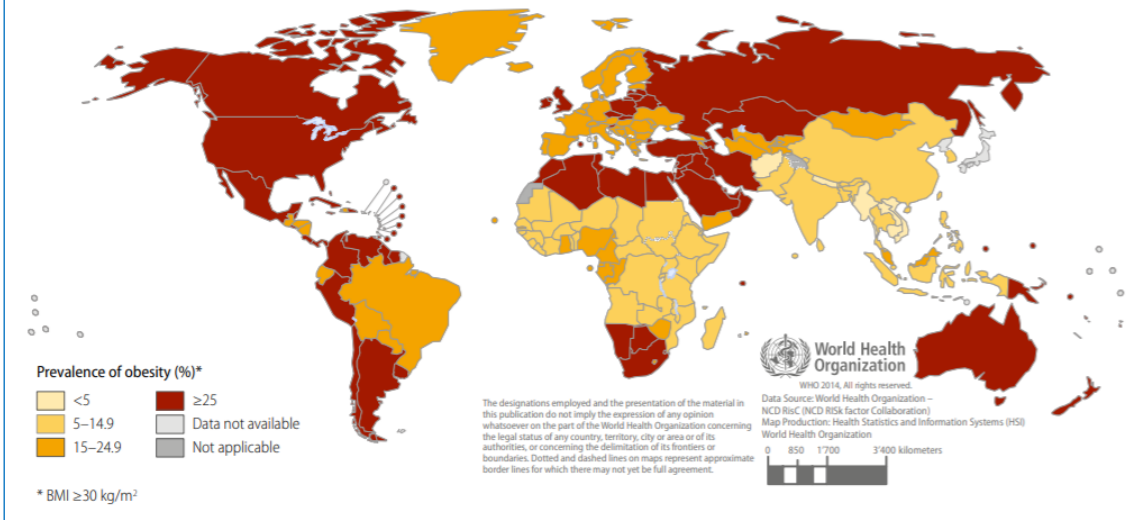 Prevalence of obesity (%)*
<5
5–14.9
15–24.9
≥25
Data not available
Not applicable
* BMI ≥30 kg/m²
The designations employed and the presentation of the material in
this publication do not imply the expression of any opinion
whatsoever on the part of the World Health Organization concerning
the legal status of any country, territory, city or area or of its
authorities, or concerning the delimitation of its frontiers or
boundaries. Dotted and dashed lines on maps represent approximate
border lines for which there may not yet be full agreement.
World Health
Organization
WHO 2014, All rights reserved.
Data Source: World Health Organization –
NCD RisC (NCD RISk factor Collaboration)
Map Production: Health Statistics and Information Systems (HSI)
World Health Organization
0 850 1'700 3'400 kilometers